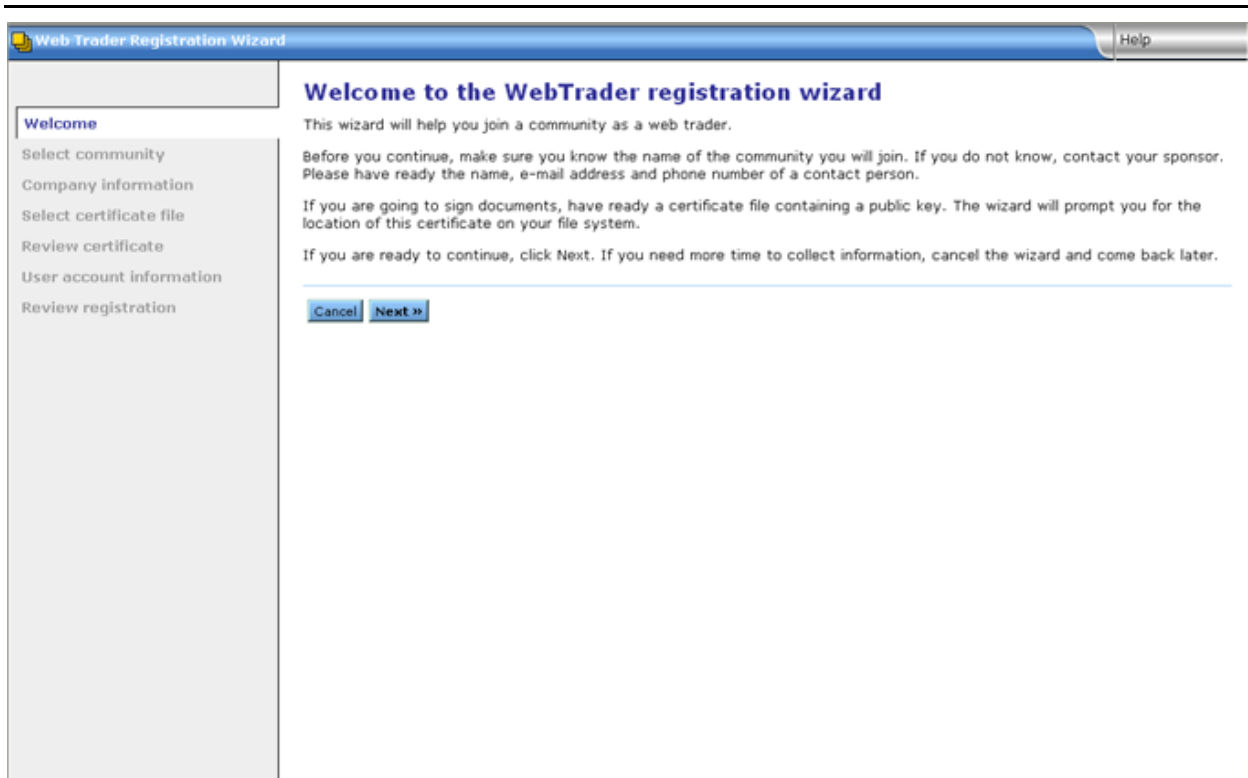 Web Trader Registration Wizard
Help
Welcome
Select community
Company information
Select certificate file
Review certificate
User account information
Review registration
Welcome to the WebTrader registration wizard
This wizard will help you join a community as a web trader.
Before you continue, make sure you know the name of the community you will join. If you do not know, contact your sponsor.
Please have ready the name, e-mail address and phone number of a contact person.
If you are going to sign documents, have ready a certificate file containing a public key. The wizard will prompt you for the
location of this certificate on your file system.
If you are ready to continue, click Next. If you need more time to collect information, cancel the wizard and come back later.
Cancel Next »